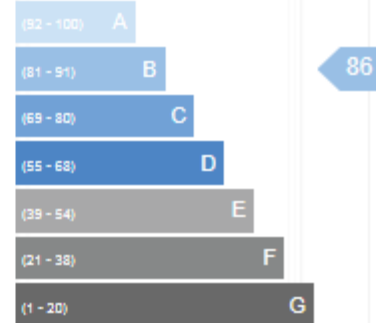 (92 - 100) A
(81 - 91) B
86
(69 - 80) C
(55 - 68) D
(39 - 54) E
(21 - 38) F
(1 - 20) G